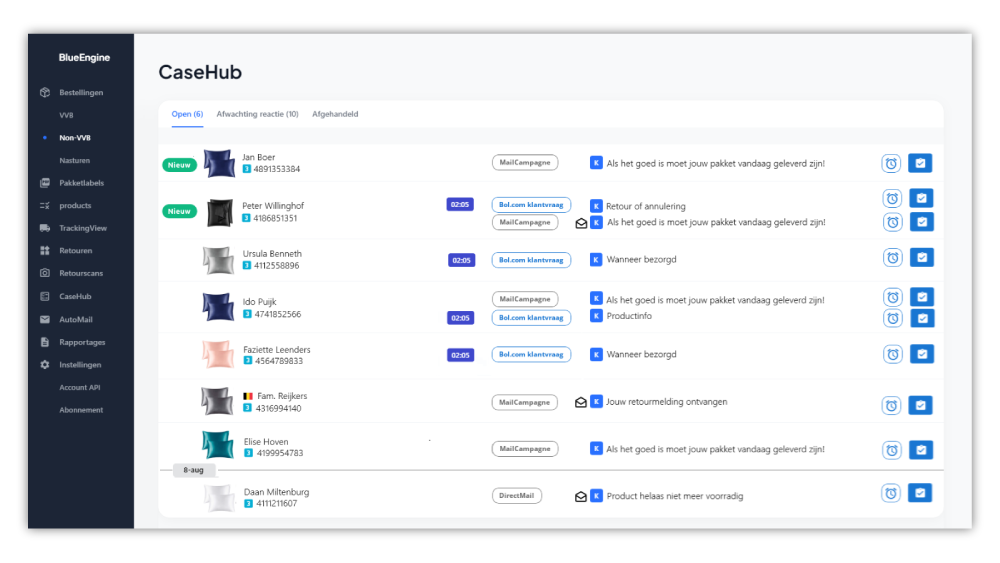 BlueEngine
Bestellingen
VVB
Non-VVB
Nasturen
Pakketlabels
products
TrackingView
Retouren
Retourscans
CaseHub
AutoMail
Rapportages
Instellingen
Account API
Abonnement
CaseHub
Open (6) Afwachting reactie (10) Afgehandeld
Nieuw Jan Boer MailCampagne K Als het goed is moet jouw pakket vandaag geleverd zijn!
3 4891353384
Nieuw Peter Willinghof 02:05 Bol.com klantvraag K Retour of annulering
3 4186851351 MailCampagne K Als het goed is moet jouw pakket vandaag geleverd zijn!
Ursula Benneth 02:05 Bol.com klantvraag K Wanneer bezorgd
3 4112558896
Ido Puijk MailCampagne K Als het goed is moet jouw pakket vandaag geleverd zijn!
3 4741852566 02:05 Bol.com klantvraag K Productinfo
Faziette Leenders 02:05 Bol.com klantvraag K Wanneer bezorgd
3 4564789833
Fam. Reijkers MailCampagne K Jouw retourmelding ontvangen
3 4316994140
Elise Hoven MailCampagne K Als het goed is moet jouw pakket vandaag geleverd zijn!
3 4199954783
8-aug
Daan Miltenburg DirectMail K Product helaas niet meer voorradig
3 4111211607